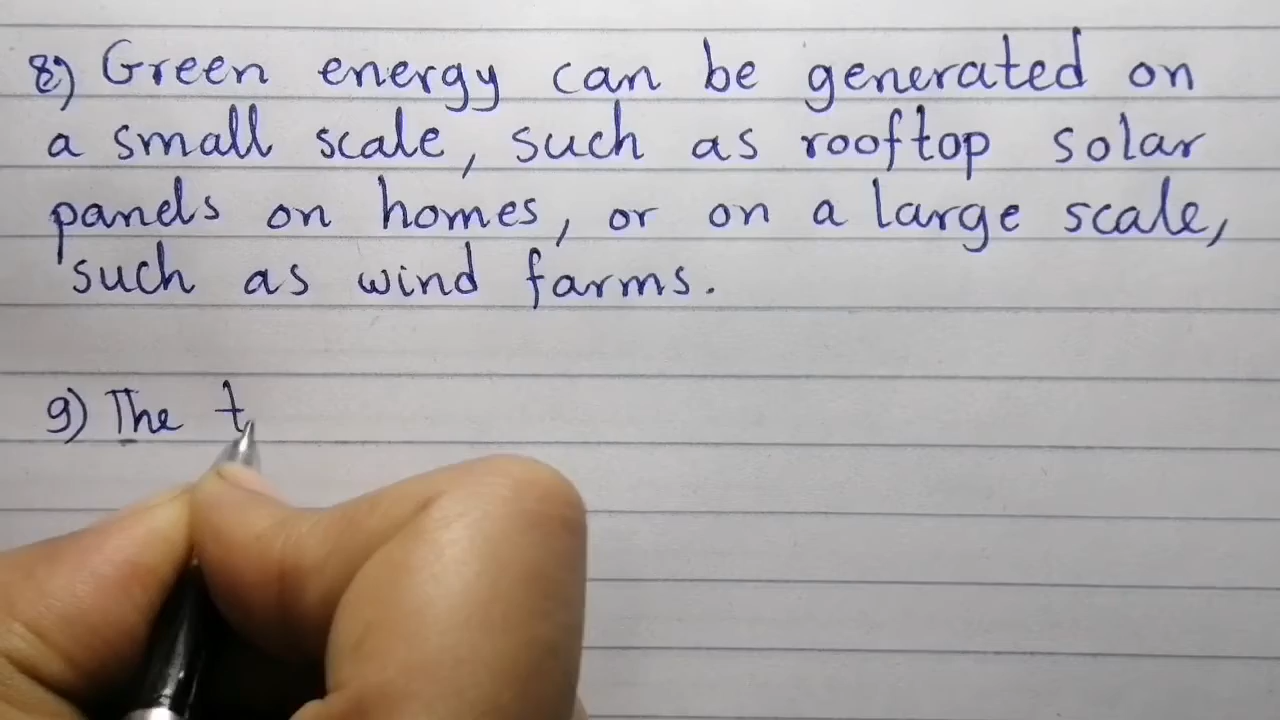 8) Green energy can be generated on
a small scale, such as rooftop solar
panels on homes, or on a large scale,
such as wind farms.
9) The t